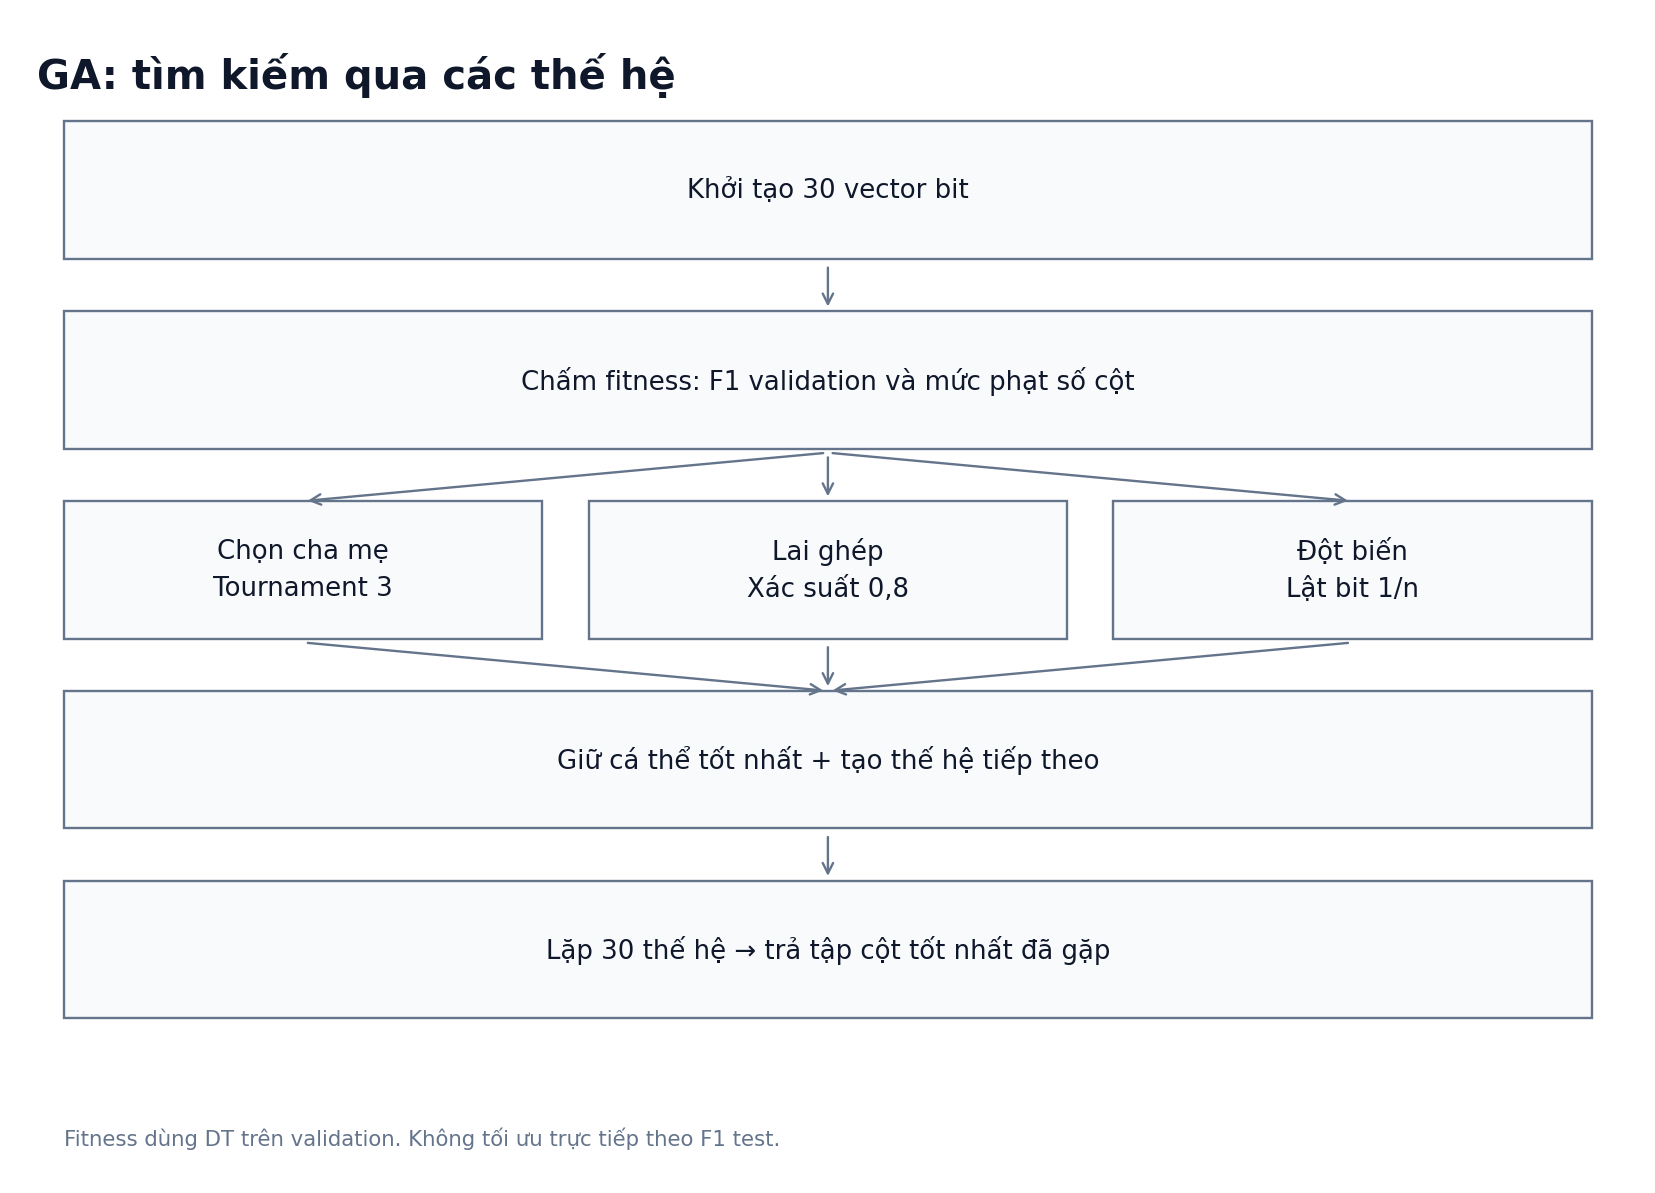 GA: tìm kiếm qua các thế hệ
Khởi tạo 30 vector bit
Chấm fitness: F1 validation và mức phạt số cột
Chọn cha mẹ
Tournament 3
Lai ghép
Xác suất 0,8
Đột biến
Lật bit 1/n
Giữ cá thể tốt nhất + tạo thế hệ tiếp theo
Lặp 30 thế hệ → trả tập cột tốt nhất đã gặp
Fitness dùng DT trên validation. Không tối ưu trực tiếp theo F1 test.